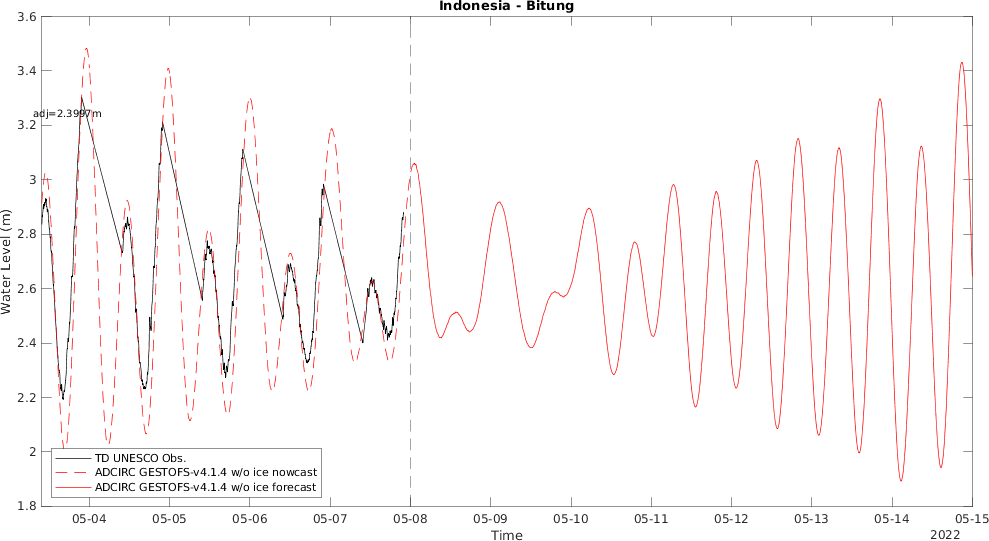 Indonesia - Bitung
3.6
3.4
3.2
3
2.8
2.6
2.4
2.2
2
1.8
Water Level (m)
adj=2.3997 m
TD UNESCO Obs.
ADCIRC GESTOFS-v4.1.4 w/o ice nowcast
ADCIRC GESTOFS-v4.1.4 w/o ice forecast
05-04 05-05 05-06 05-07 05-08 05-09 05-10 05-11 05-12 05-13 05-14 05-15
Time
2022